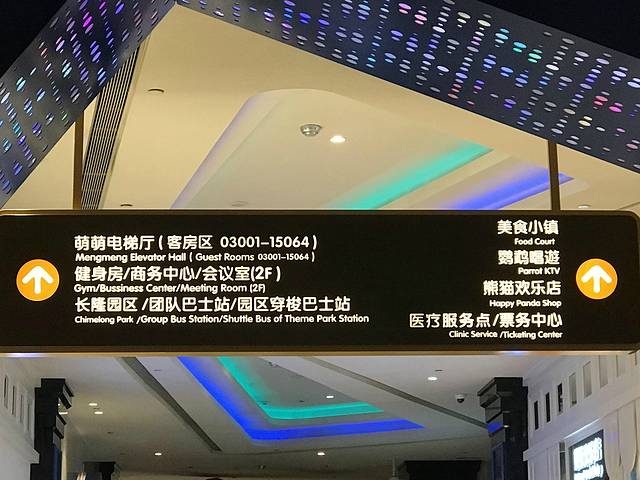 萌萌电梯厅 ( 客房区 03001–15064 )
Mengmeng Elevator Hall ( Guest Rooms 03001–15064 )
健身房/商务中心/会议室(2F )
Gym/Bussiness Center/Meeting Room (2F)
长隆园区 /团队巴士站/园区穿梭巴士站
Chimelong Park /Group Bus Station/Shuttle Bus of Theme Park Station
美食小镇
Food Court
鹦鹉唱遊
Parrot KTV
熊猫欢乐店
Happy Panda Shop
医疗服务点/票务中心
Clinic Service /Ticketing Center